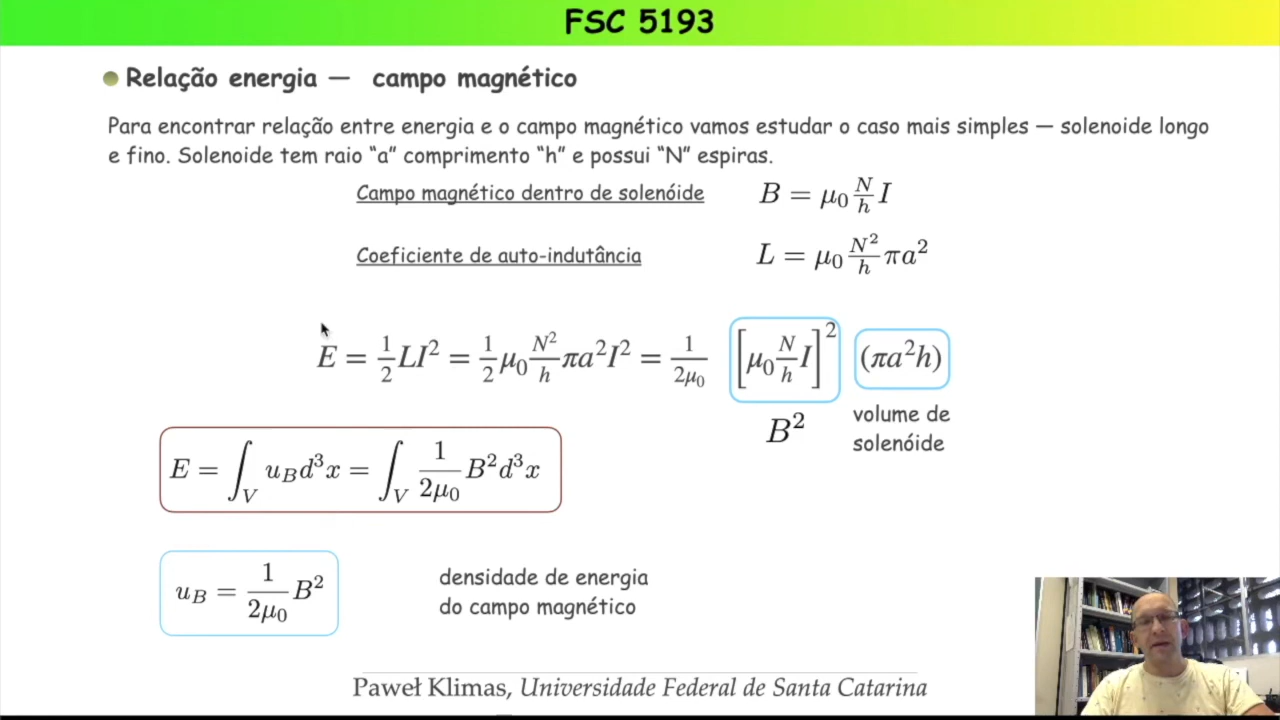 FSC 5193
Relação energia — campo magnético
Para encontrar relação entre energia e o campo magnético vamos estudar o caso mais simples — solenoide longo
e fino. Solenoide tem raio “a” comprimento “h” e possui “N” espiras.
Campo magnético dentro de solenóide B = μ₀ N/h I
Coeficiente de auto-indutância L = μ₀ N²/h πa²
E = 1/2 LI² = 1/2 μ₀ N²/h πa²I² = 1/2μ₀ [μ₀ N/h I]² (πa²h)
B² volume de
solenóide
E = ∫_V u_B d³x = ∫_V 1/2μ₀ B² d³x
u_B = 1/2μ₀ B² densidade de energia
do campo magnético
Paweł Klimas, Universidade Federal de Santa Catarina